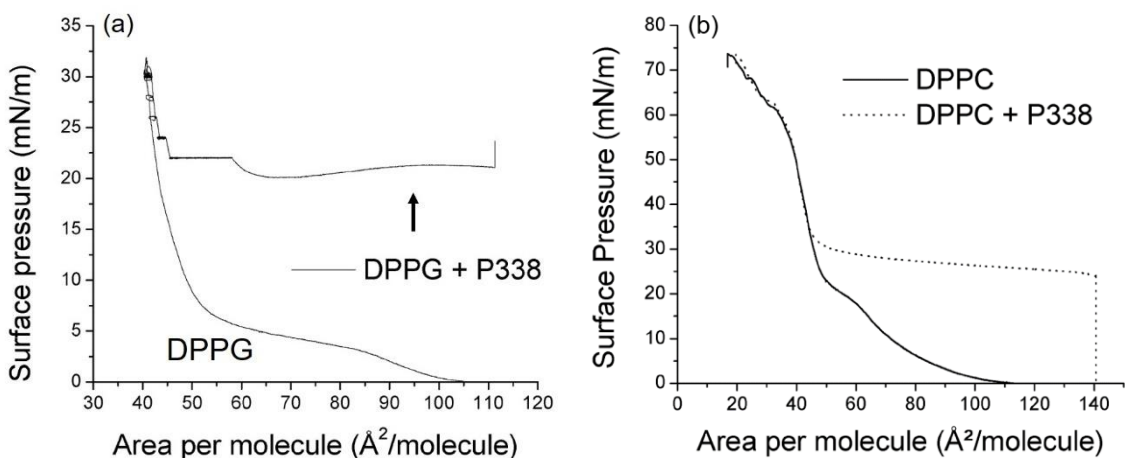 (a)
35
30
25
20
15
10
5
0
Surface pressure (mN/m)
DPPG + P338
DPPG
30 40 50 60 70 80 90 100 110 120
Area per molecule (Å²/molecule)
(b)
80
70
60
50
40
30
20
10
0
Surface Pressure (mN/m)
DPPC
DPPC + P338
0 20 40 60 80 100 120 140
Area per molecule (Å²/molecule)